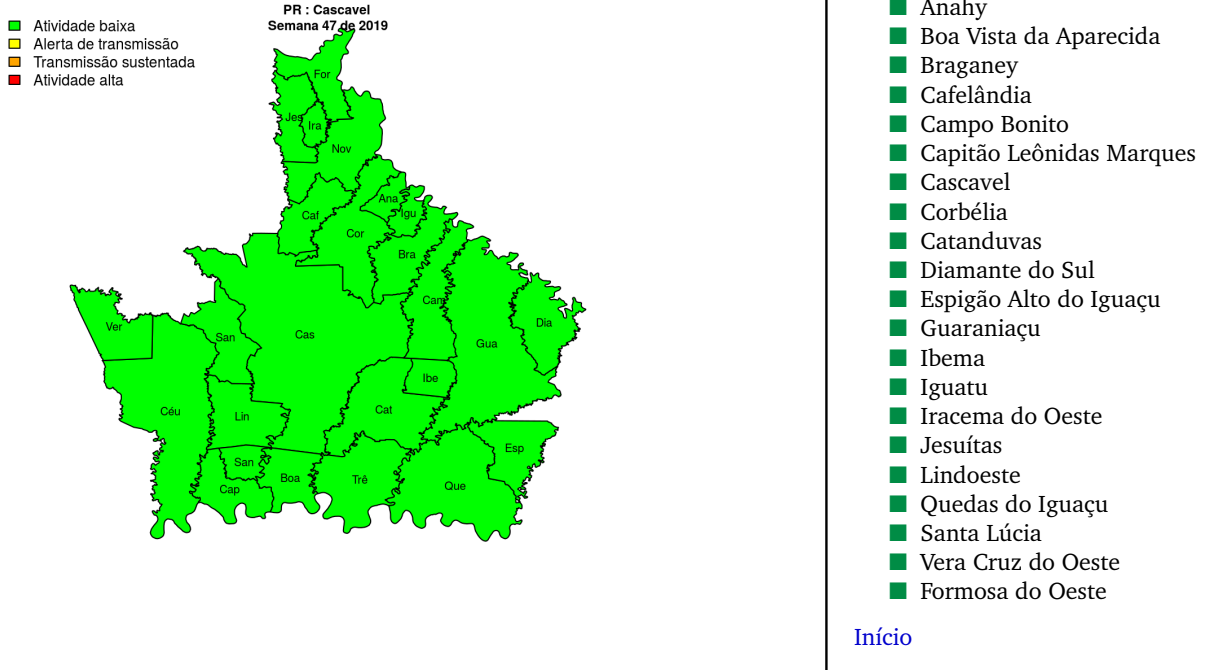 PR : Cascavel
Semana 47 de 2019
Atividade baixa
Alerta de transmissão
Transmissão sustentada
Atividade alta
For
Jes
Ira
Nov
Ana
Igu
Caf
Cor
Bra
Cam
Ver
San
Cas
Gua
Dia
Ibe
Céu
Lin
Cat
San
Esp
Cap
Boa
Trê
Que
Anahy
Boa Vista da Aparecida
Braganey
Cafelândia
Campo Bonito
Capitão Leônidas Marques
Cascavel
Corbélia
Catanduvas
Diamante do Sul
Espigão Alto do Iguaçu
Guaraniaçu
Ibema
Iguatu
Iracema do Oeste
Jesuítas
Lindoeste
Quedas do Iguaçu
Santa Lúcia
Vera Cruz do Oeste
Formosa do Oeste
Início